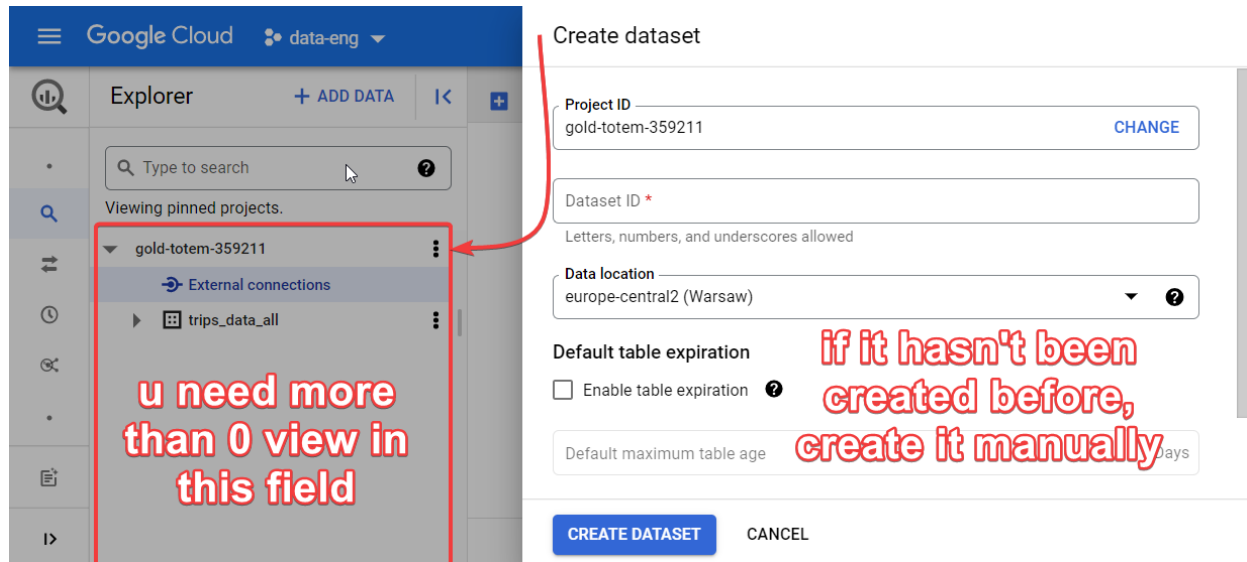 Google Cloud
data-eng
Explorer
+ ADD DATA
Type to search
Viewing pinned projects.
gold-totem-359211
External connections
trips_data_all
u need more
than 0 view in
this field
Create dataset
Project ID
gold-totem-359211
CHANGE
Dataset ID *
Letters, numbers, and underscores allowed
Data location
europe-central2 (Warsaw)
Default table expiration
Enable table expiration
if it hasn't been
created before,
create it manually
Default maximum table age
Days
CREATE DATASET
CANCEL